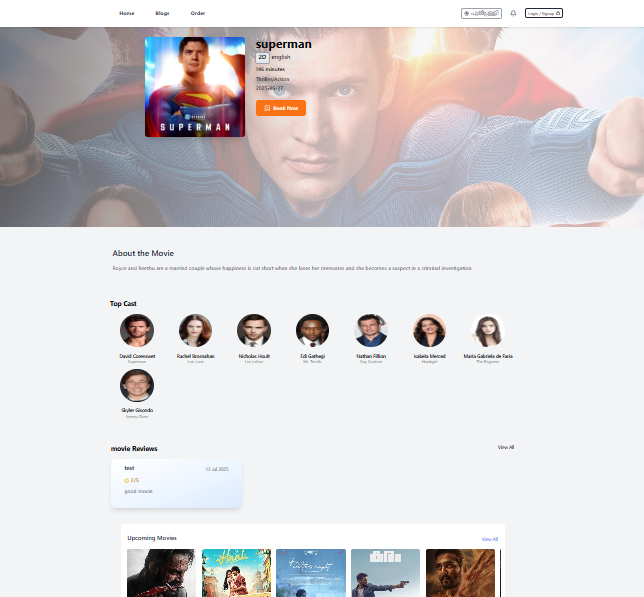 Home Blogs Order
Login / Signup
superman
2D english
146 minutes
Thriller/Action
2025-06-27
Book Now
SUPERMAN
About the Movie
Royce and Reethu are a married couple whose happiness is cut short when she loses her memories and she becomes a suspect in a criminal investigation.
Top Cast
David Corenswet Rachel Brosnahan Nicholas Hoult Edi Gathegi Nathan Fillion Isabela Merced Maria Gabriela de Faria
Superman Lois Lane Lex Luthor Mr. Terrific Guy Gardner Hawkgirl The Engineer
Skyler Gisondo
Jimmy Olsen
movie Reviews View All
test 13 Jul 2025
2/5
good movie
Upcoming Movies View All